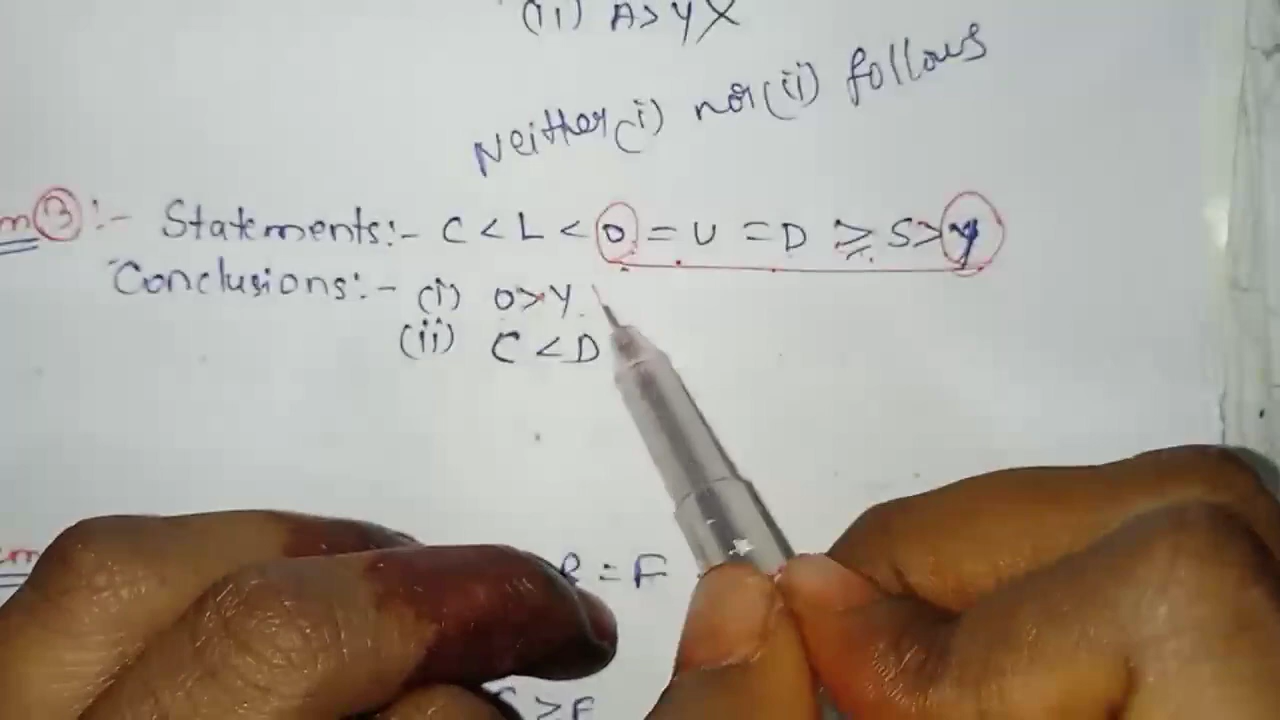 (ii) A>y X
Neither (i) nor (ii) follows
m 3 :- Statements:- C < L < O = U = D ≥ S > y
Conclusions:- (i) O>Y
(ii) C < D
R = F
≥ F